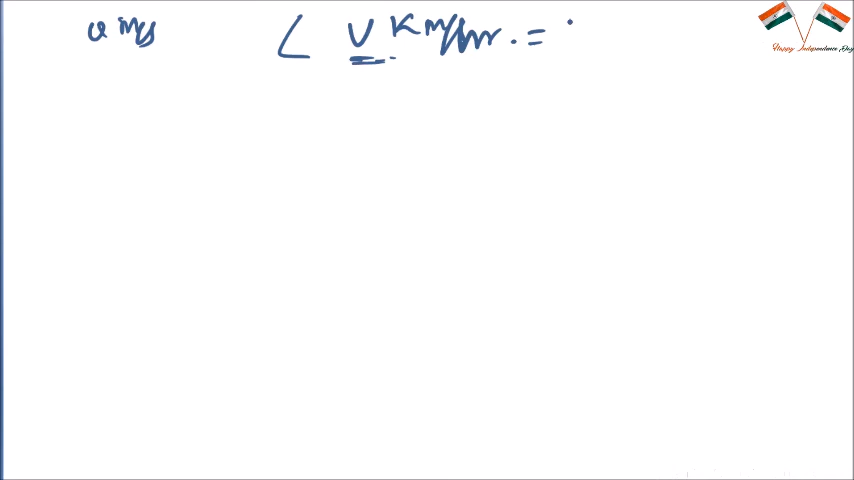 u m/s < V Km/hr. =
Happy Independence Day